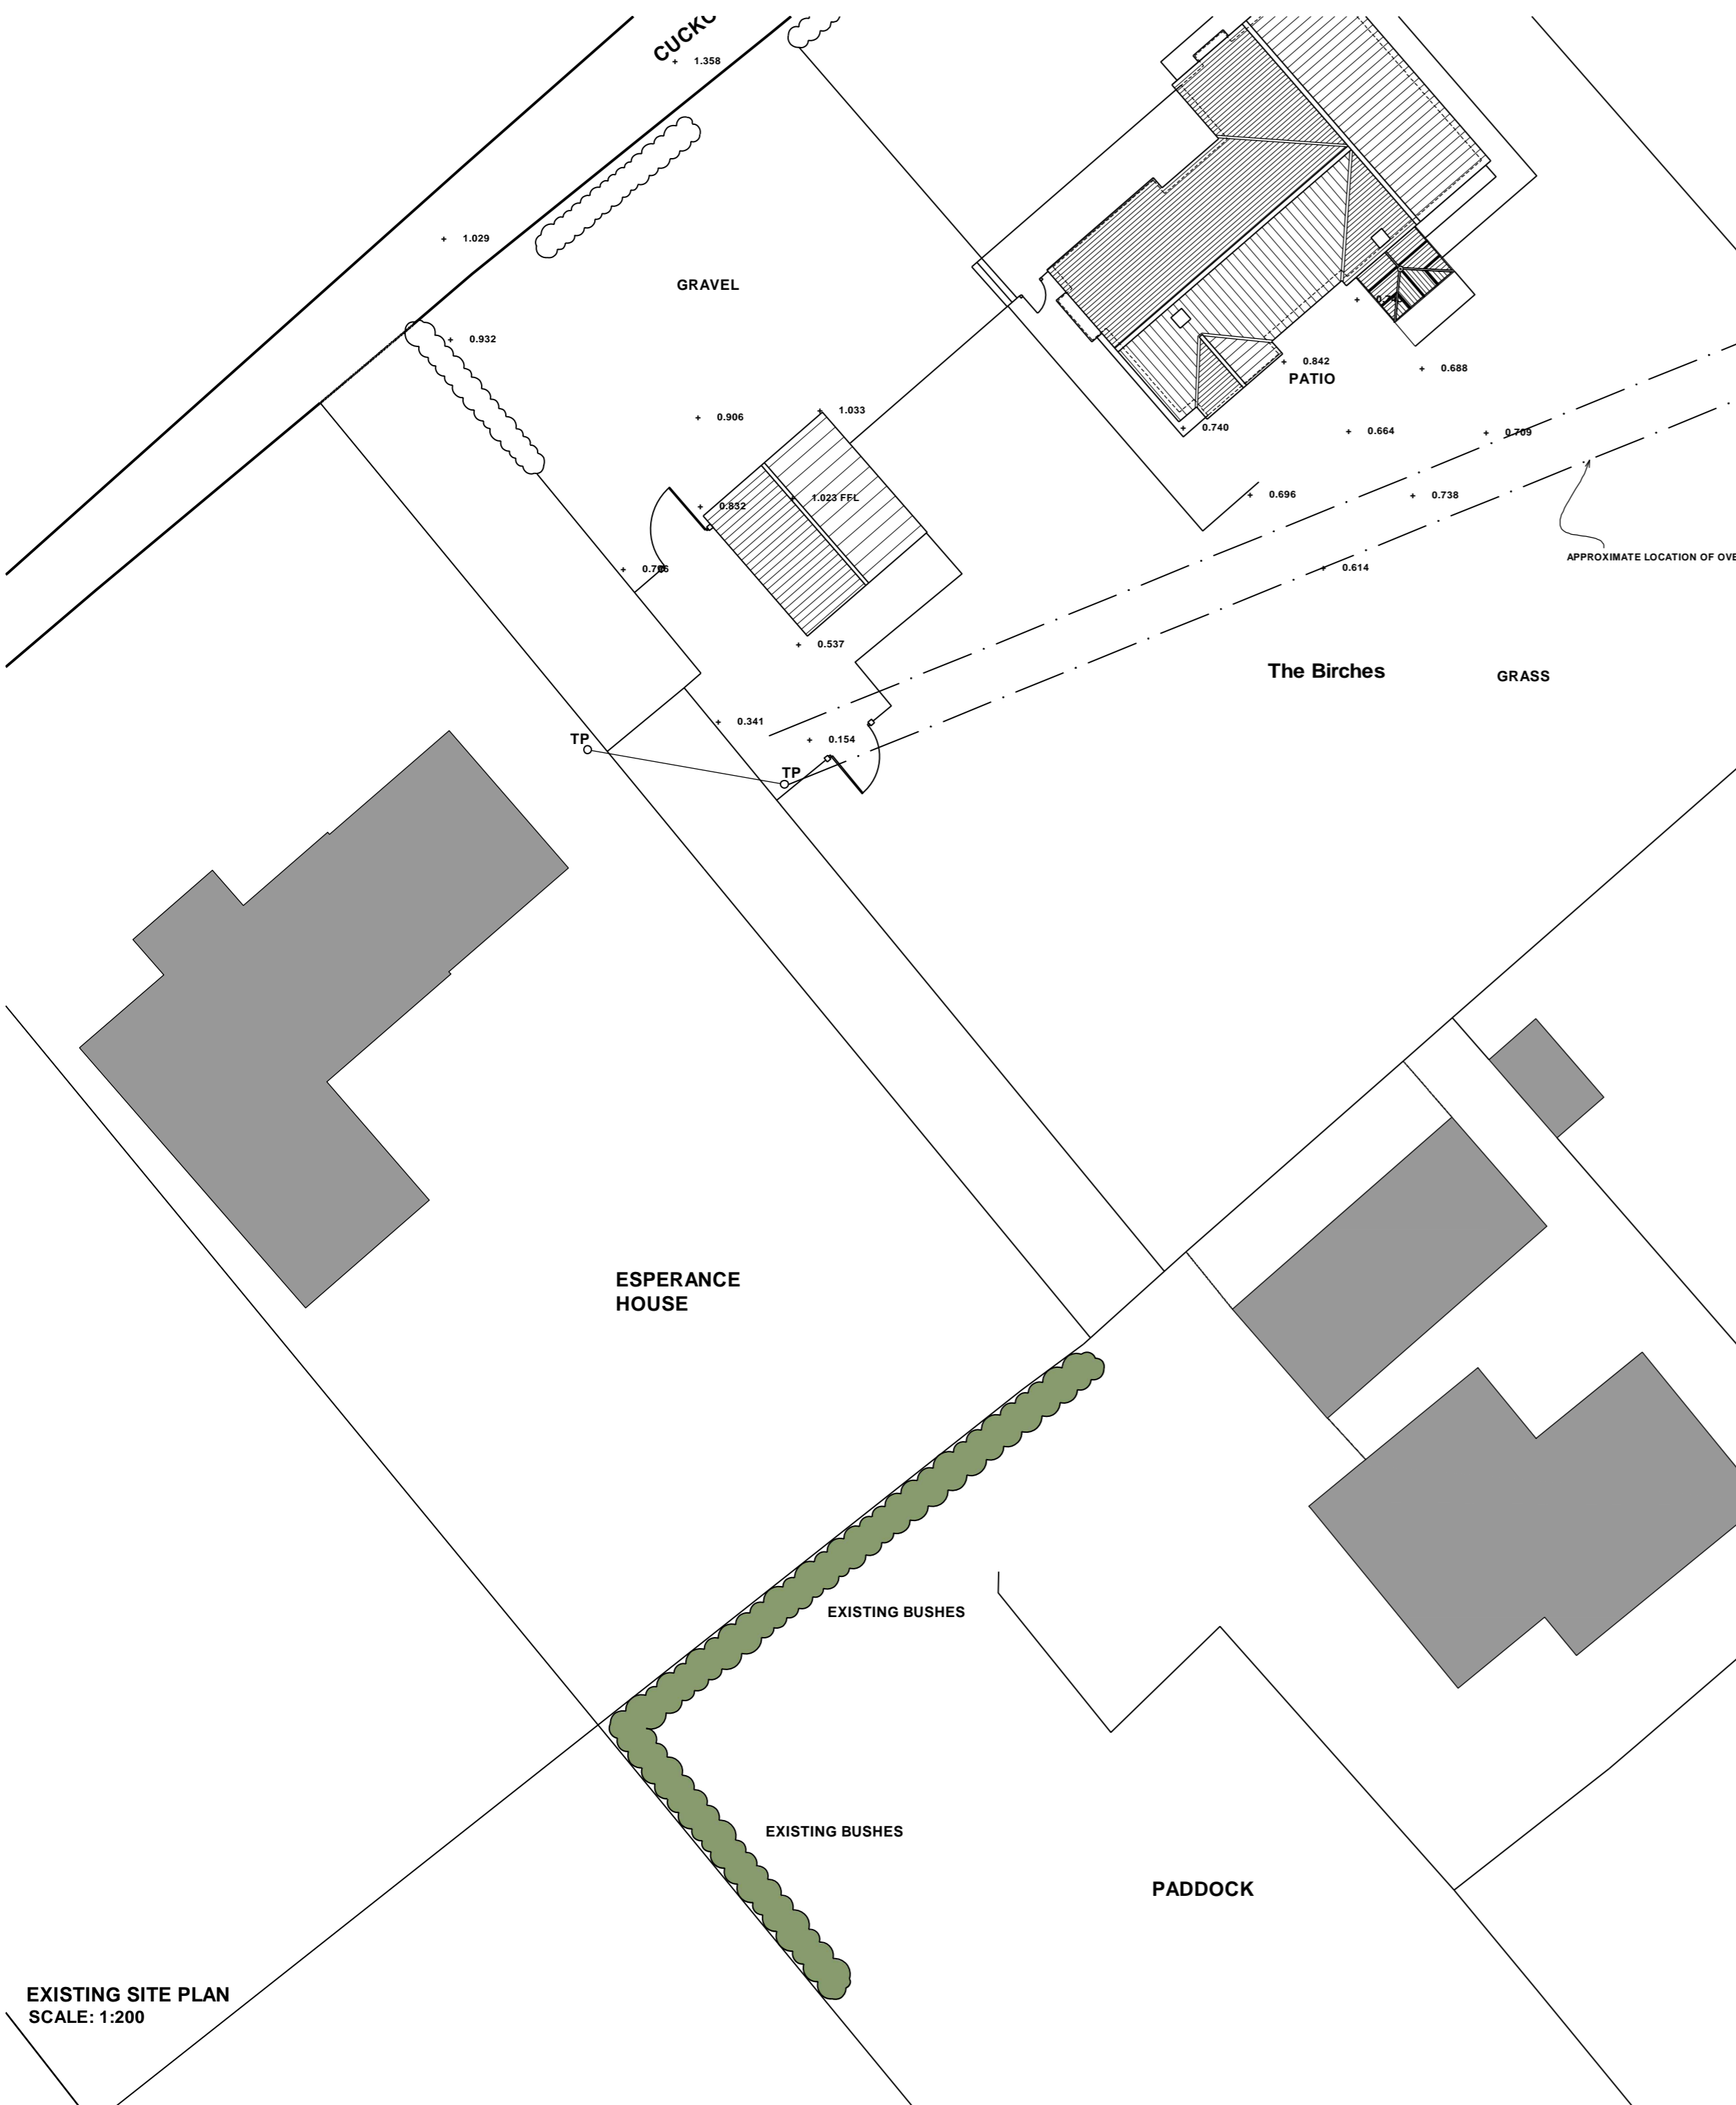 1.358
1.029
GRAVEL
0.932
0.842
PATIO
0.688
0.906
1.033
0.740
0.664
0.709
0.832
1.023 FFL
0.696
0.738
APPROXIMATE LOCATION OF
0.614
0.537
The Birches
GRASS
0.341
TP
0.154
TP
ESPERANCE
HOUSE
EXISTING BUSHES
EXISTING BUSHES
PADDOCK
EXISTING SITE PLAN
SCALE: 1:200